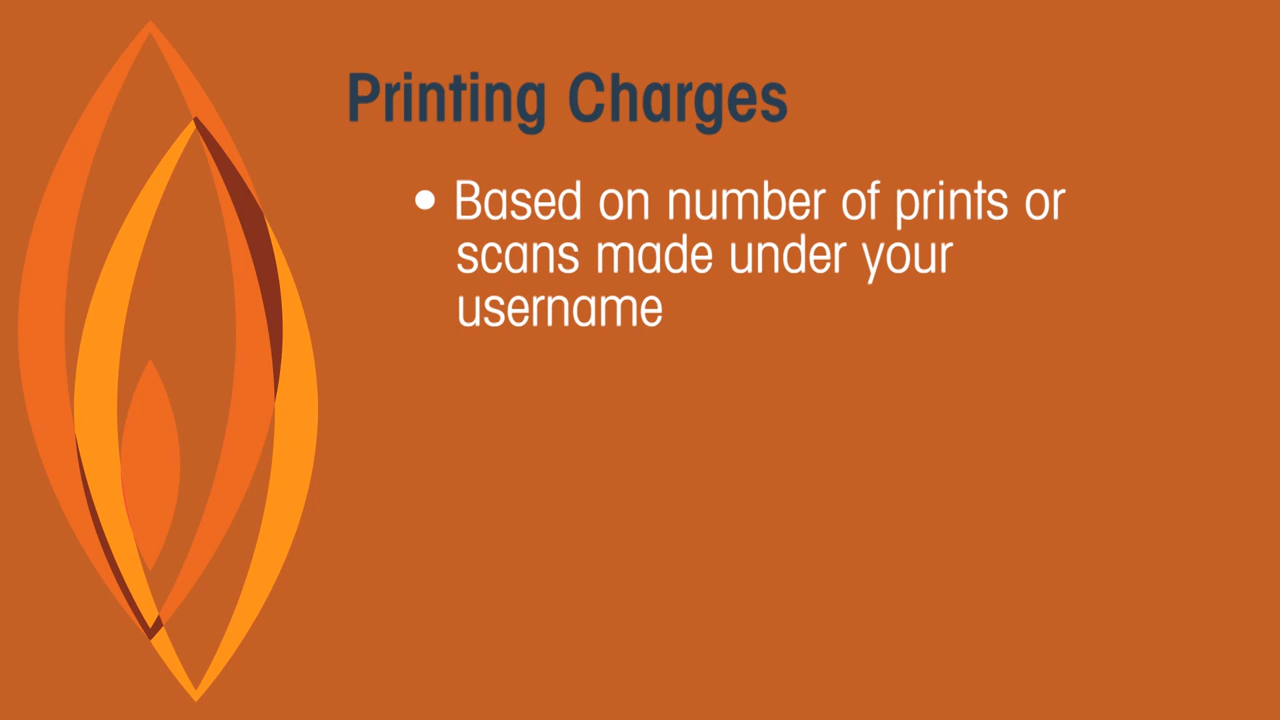 Printing Charges
• Based on number of prints or
scans made under your
username